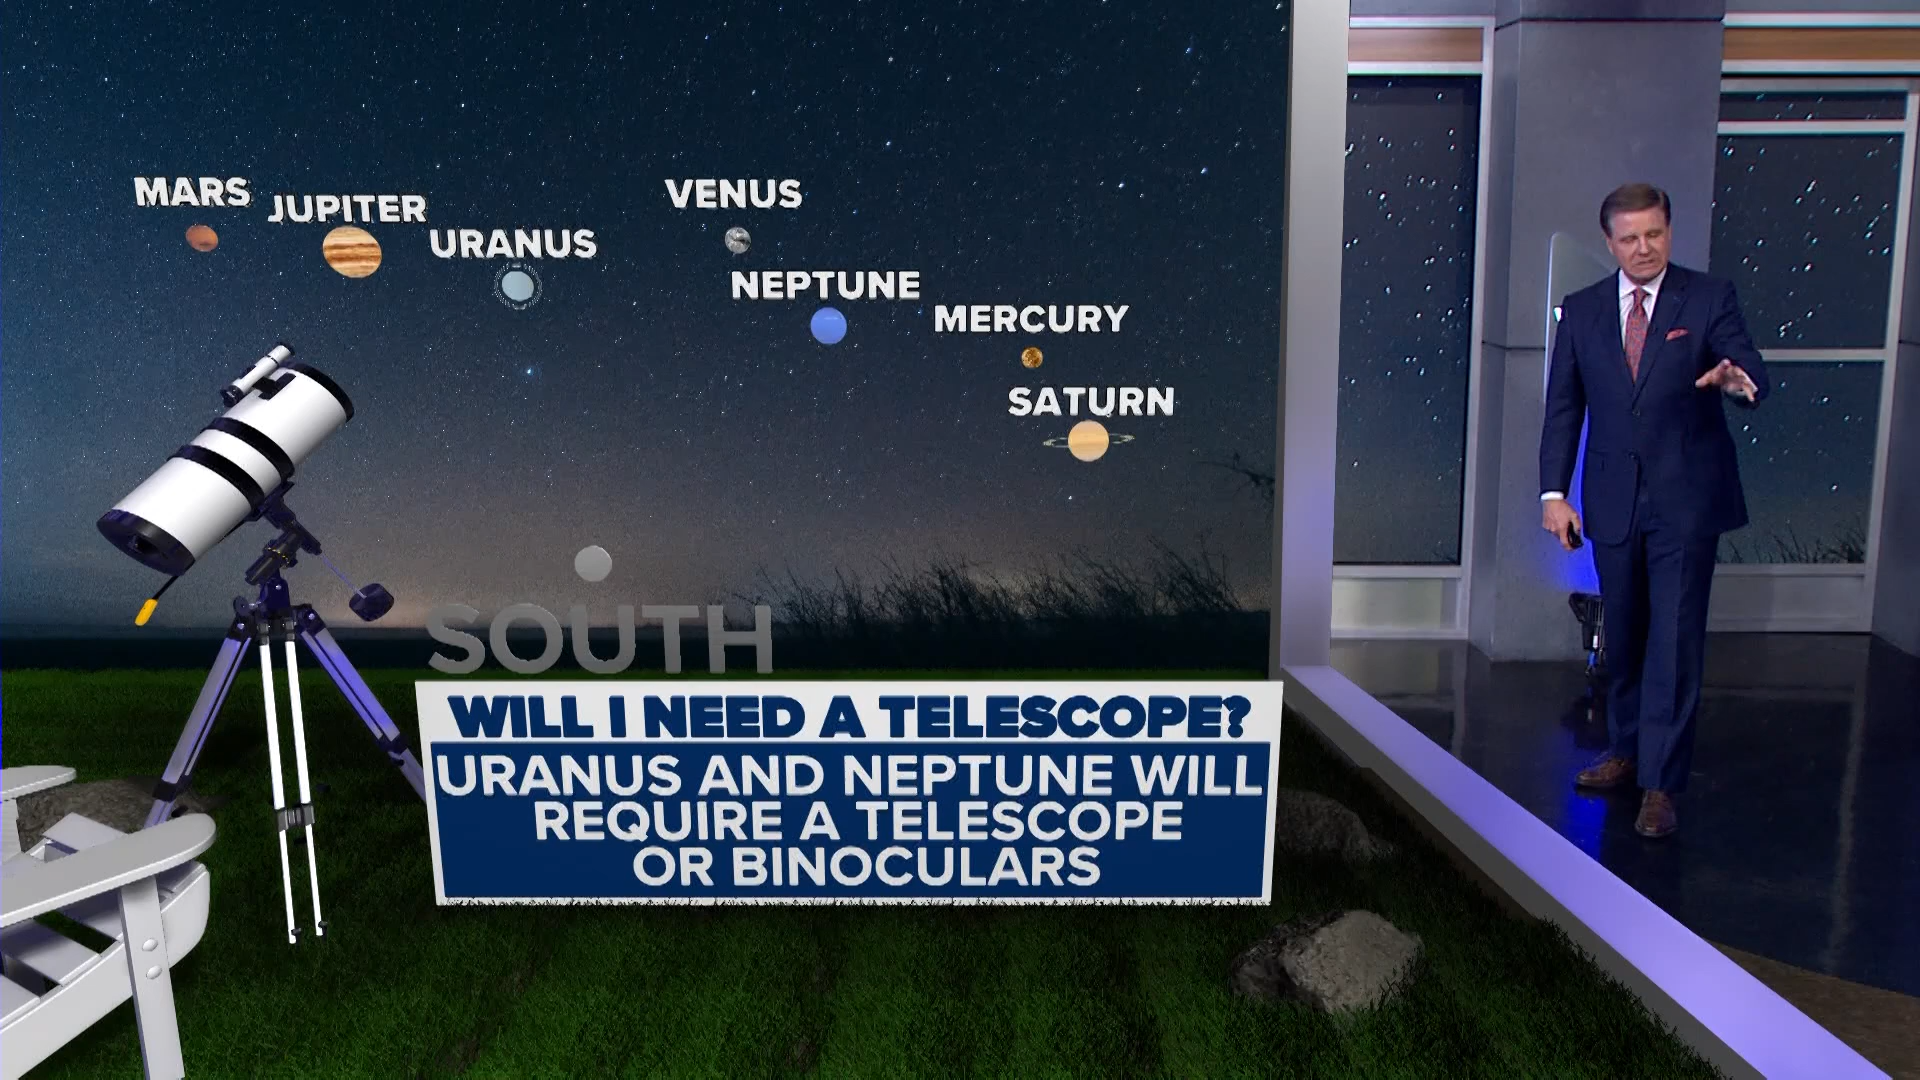 MARS
JUPITER
URANUS
VENUS
NEPTUNE
MERCURY
SATURN
SOUTH
WILL I NEED A TELESCOPE?
URANUS AND NEPTUNE WILL
REQUIRE A TELESCOPE
OR BINOCULARS